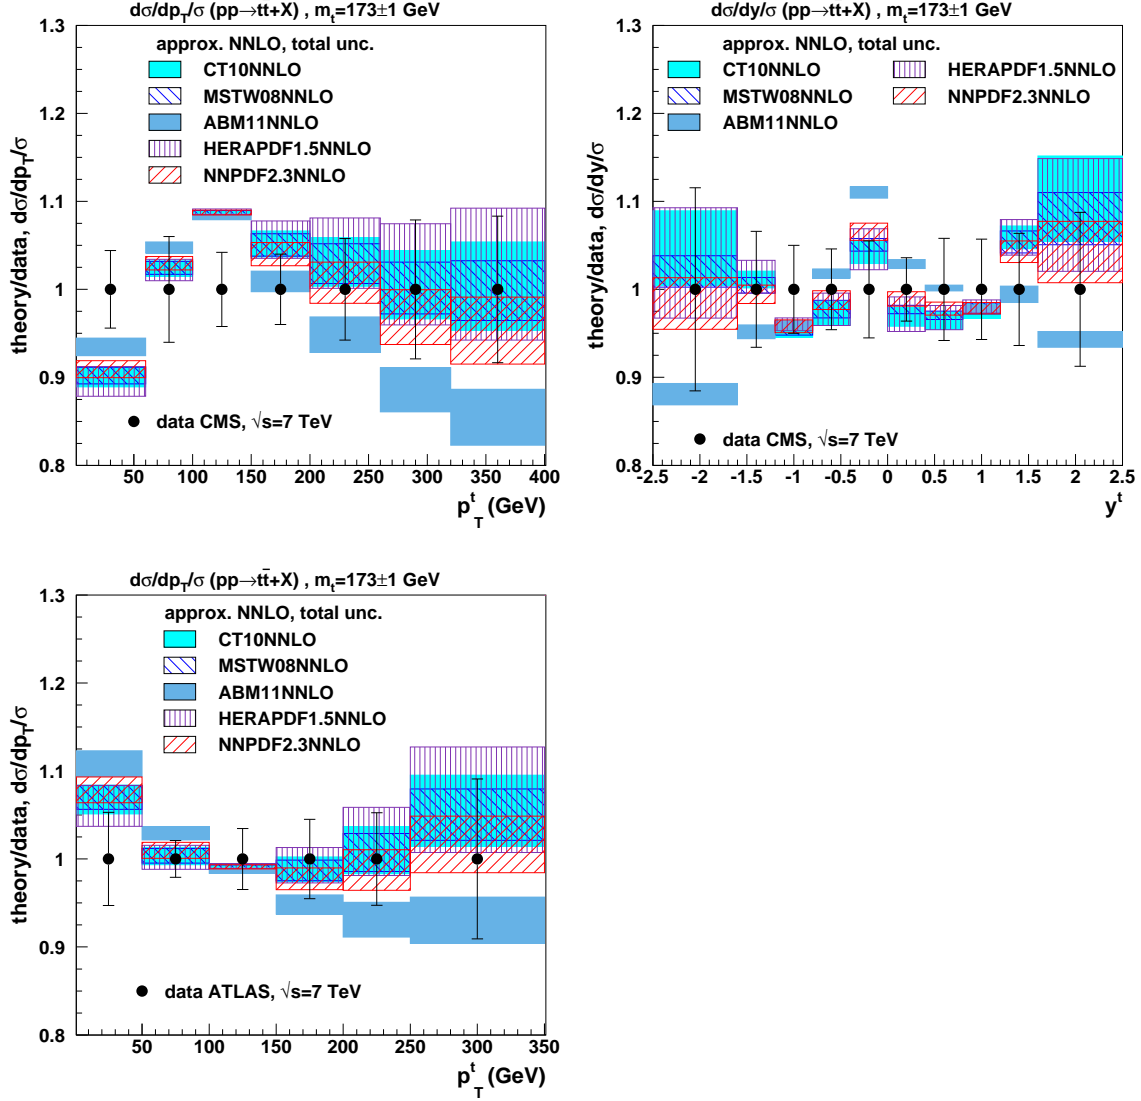 dσ/dp_T/σ (pp→tt+X) , m_t=173±1 GeV
theory/data, dσ/dp_T/σ
1.3
1.2
1.1
1
0.9
0.8
approx. NNLO, total unc.
CT10NNLO
MSTW08NNLO
ABM11NNLO
HERAPDF1.5NNLO
NNPDF2.3NNLO
data CMS, √s=7 TeV
50 100 150 200 250 300 350 400
p_T^t (GeV)
dσ/dy/σ (pp→tt+X) , m_t=173±1 GeV
theory/data, dσ/dy/σ
1.3
1.2
1.1
1
0.9
0.8
approx. NNLO, total unc.
CT10NNLO HERAPDF1.5NNLO
MSTW08NNLO NNPDF2.3NNLO
ABM11NNLO
data CMS, √s=7 TeV
-2.5 -2 -1.5 -1 -0.5 0 0.5 1 1.5 2 2.5
y^t
dσ/dp_T/σ (pp→tt̄+X) , m_t=173±1 GeV
theory/data, dσ/dp_T/σ
1.3
1.2
1.1
1
0.9
0.8
approx. NNLO, total unc.
CT10NNLO
MSTW08NNLO
ABM11NNLO
HERAPDF1.5NNLO
NNPDF2.3NNLO
data ATLAS, √s=7 TeV
0 50 100 150 200 250 300 350
p_T^t (GeV)